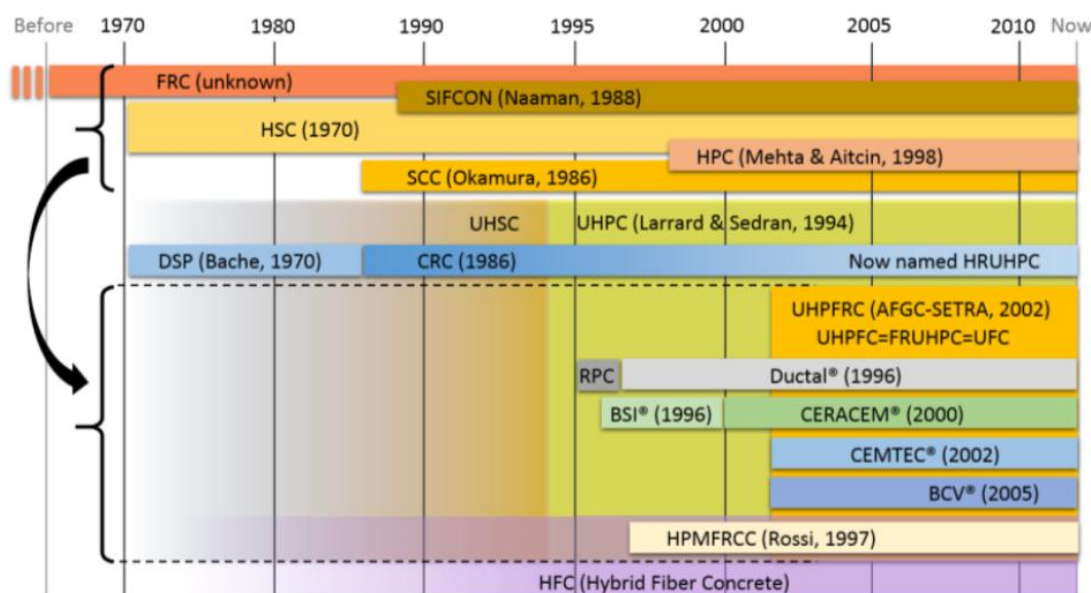 Before 1970 1980 1990 1995 2000 2005 2010 Now
FRC (unknown)
SIFCON (Naaman, 1988)
HSC (1970)
HPC (Mehta & Aitcin, 1998)
SCC (Okamura, 1986)
UHSC UHPC (Larrard & Sedran, 1994)
DSP (Bache, 1970) CRC (1986) Now named HRUHPC
UHPFRC (AFGC-SETRA, 2002)
UHPFC=FRUHPC=UFC
RPC Ductal® (1996)
BSI® (1996) CERACEM® (2000)
CEMTEC® (2002)
BCV® (2005)
HPMFRCC (Rossi, 1997)
HFC (Hybrid Fiber Concrete)